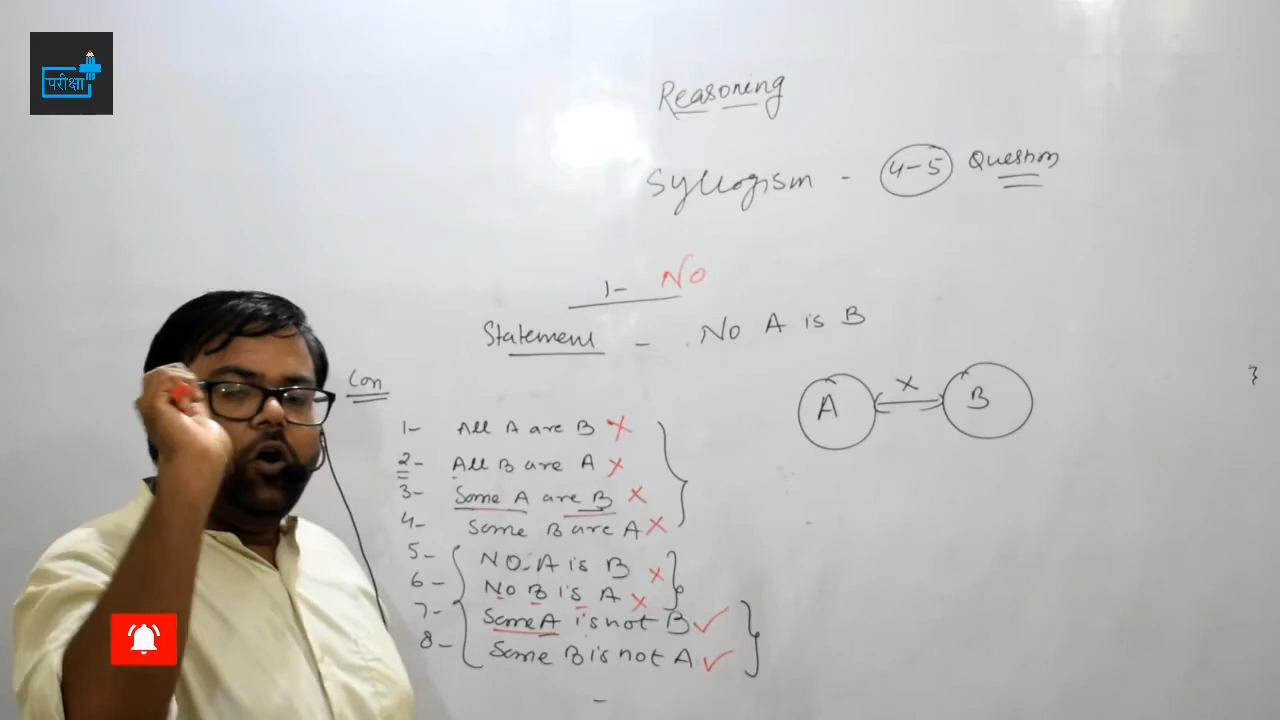 परीक्षा
Reasoning
Syllogism - 4-5 Question
1- No
Statement - No A is B
Con
A x B
1- All A are B x
2- All B are A x
3- Some A are B x
4- Some B are A x
5- NO A is B x
6- No B is A x
7- Some A is not B ✓
8- Some B is not A ✓